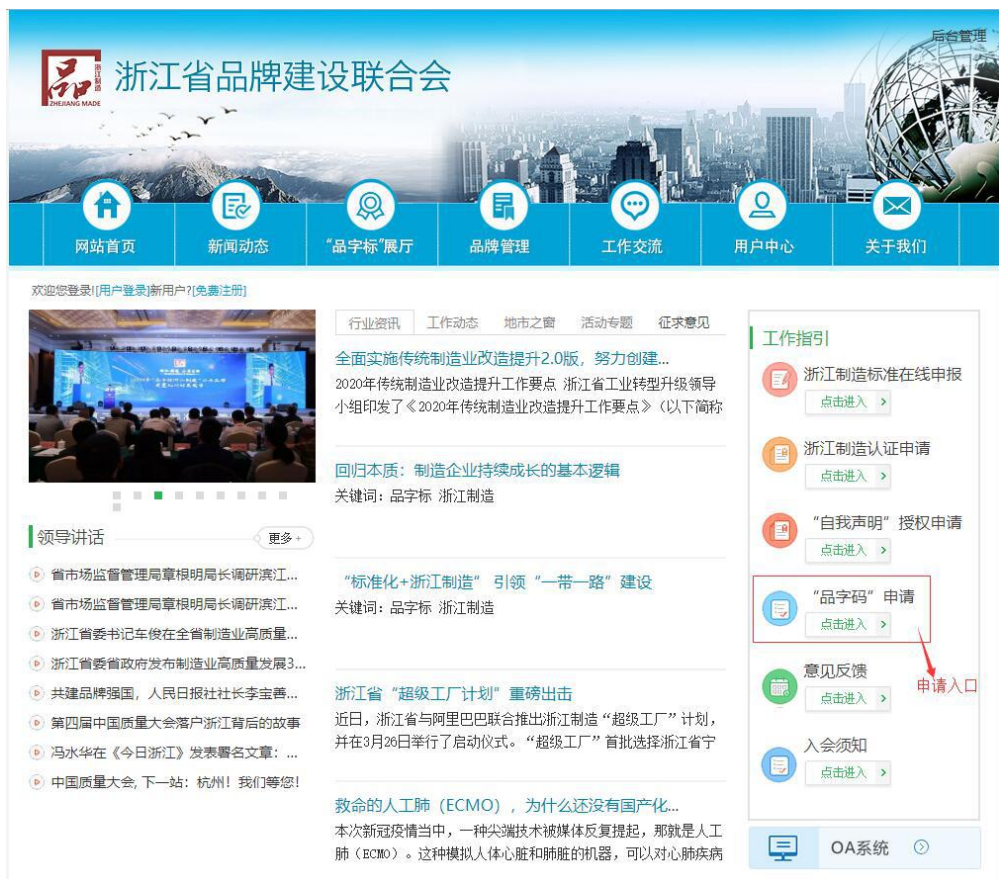 后台管理
品
浙江制造
ZHEJIANG MADE
浙江省品牌建设联合会
网站首页
新闻动态
“品字标”展厅
品牌管理
工作交流
用户中心
关于我们
欢迎您登录![用户登录]新用户?[免费注册]
领导讲话
更多+
省市场监督管理局章根明局长调研滨江...
省市场监督管理局章根明局长调研滨江...
浙江省委书记车俊在全省制造业高质量...
浙江省委省政府发布制造业高质量发展3...
共建品牌强国，人民日报社社长李宝善...
第四届中国质量大会落户浙江背后的故事
冯水华在《今日浙江》发表署名文章：...
中国质量大会,下一站：杭州！我们等您!
行业资讯 工作动态 地市之窗 活动专题 征求意见
全面实施传统制造业改造提升2.0版，努力创建...
2020年传统制造业改造提升工作要点 浙江省工业转型升级领导
小组印发了《2020年传统制造业改造提升工作要点》（以下简称
回归本质：制造企业持续成长的基本逻辑
关键词：品字标 浙江制造
“标准化+浙江制造” 引领“一带一路”建设
关键词：品字标 浙江制造
浙江省“超级工厂计划”重磅出击
近日，浙江省与阿里巴巴联合推出浙江制造“超级工厂”计划，
并在3月26日举行了启动仪式。“超级工厂”首批选择浙江省宁
救命的人工肺（ECMO），为什么还没有国产化...
本次新冠疫情当中，一种尖端技术被媒体反复提起，那就是人工
肺（ECMO）。这种模拟人体心脏和肺脏的机器，可以对心肺疾病
工作指引
浙江制造标准在线申报
点击进入 >
浙江制造认证申请
点击进入 >
“自我声明”授权申请
点击进入 >
“品字码”申请
点击进入 >
申请入口
意见反馈
点击进入 >
入会须知
点击进入 >
OA系统